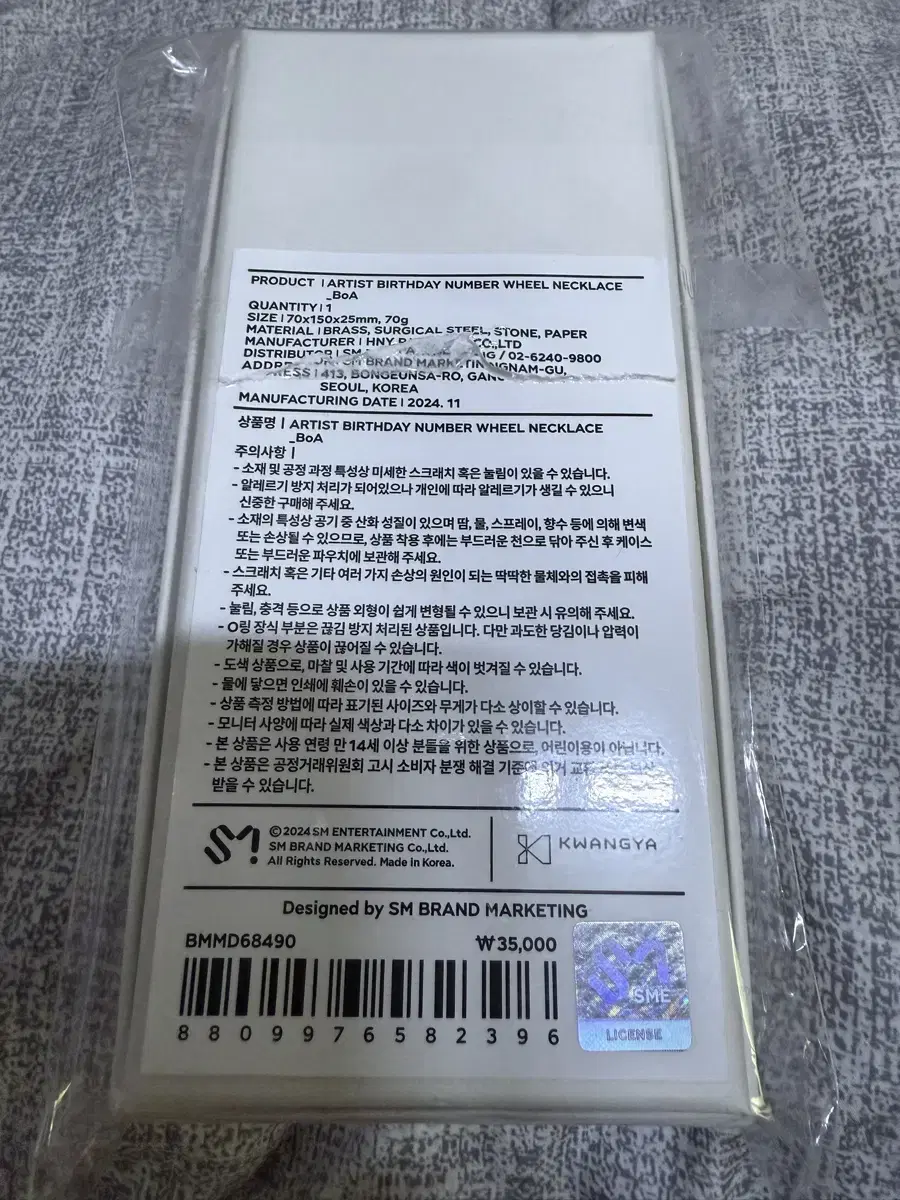 PRODUCT | ARTIST BIRTHDAY NUMBER WHEEL NECKLACE
_BoA
QUANTITY | 1
SIZE | 70x150x25mm, 70g
MATERIAL | BRASS, SURGICAL STEEL, STONE, PAPER
MANUFACTURER | HNY CO.,LTD
DISTRIBUTOR | SM / 02-6240-9800
SM BRAND
413, BONGEUNSA-RO,
SEOUL, KOREA
MANUFACTURING DATE | 2024. 11
상품명 | ARTIST BIRTHDAY NUMBER WHEEL NECKLACE
_BoA
주의사항 |
- 소재 및 공정 과정 특성상 미세한 스크래치 혹은 눌림이 있을 수 있습니다.
- 알레르기 방지 처리가 되어있으나 개인에 따라 알레르기가 생길 수 있으니
신중한 구매해 주세요.
- 소재의 특성상 공기 중 산화 성질이 있으며 땀, 물, 스프레이, 향수 등에 의해 변색
또는 손상될 수 있으므로, 상품 착용 후에는 부드러운 천으로 닦아 주신 후 케이스
또는 부드러운 파우치에 보관해 주세요.
- 스크래치 혹은 기타 여러 가지 손상의 원인이 되는 딱딱한 물체와의 접촉을 피해
주세요.
- 눌림, 충격 등으로 상품 외형이 쉽게 변형될 수 있으니 보관 시 유의해 주세요.
- O링 장식 부분은 끊김 방지 처리된 상품입니다. 다만 과도한 당김이나 압력이
가해질 경우 상품이 끊어질 수 있습니다.
- 도색 상품으로, 마찰 및 사용 기간에 따라 색이 벗겨질 수 있습니다.
- 물에 닿으면 인쇄에 훼손이 있을 수 있습니다.
- 상품 측정 방법에 따라 표기된 사이즈와 무게가 다소 상이할 수 있습니다.
- 모니터 사양에 따라 실제 색상과 다소 차이가 있을 수 있습니다.
- 본 상품은 사용 연령 만 14세 이상 분들을 위한 상품으로, 어린이용이 아닙니다.
- 본 상품은 공정거래위원회 고시 소비자 분쟁 해결
받을 수 있습니다.
SM
© 2024 SM ENTERTAINMENT Co.,Ltd.
SM BRAND MARKETING Co.,Ltd.
All Rights Reserved. Made in Korea.
KWANGYA
Designed by SM BRAND MARKETING
BMMD68490 ₩35,000
8809976582396
SME
LICENSE